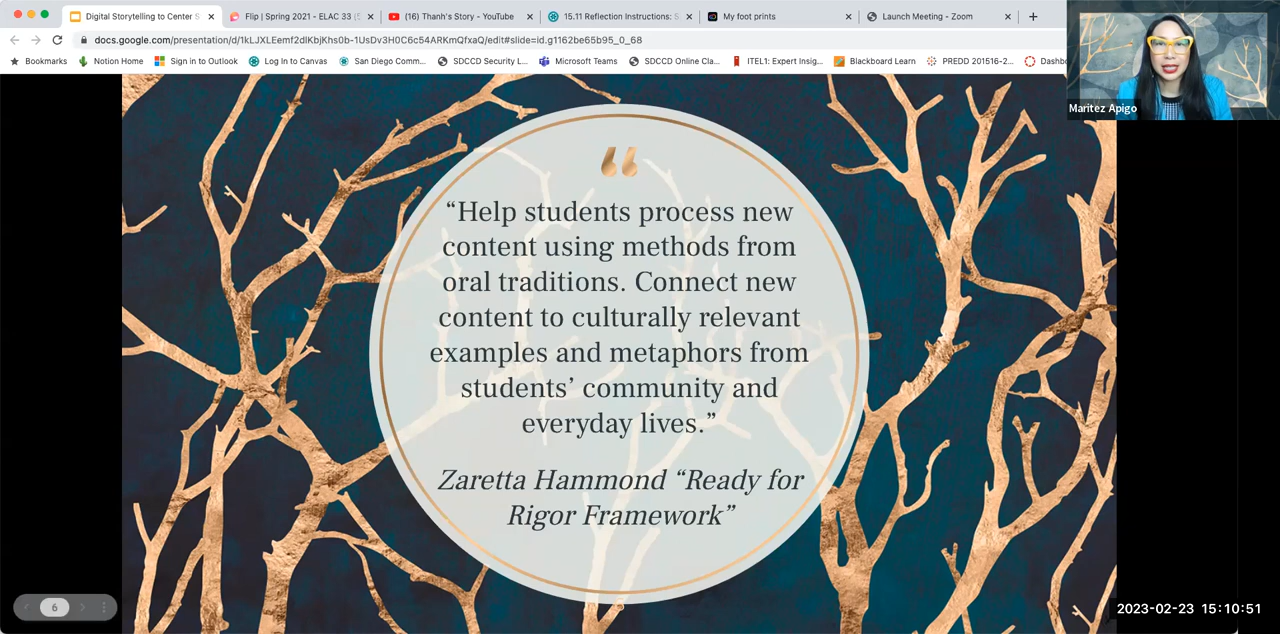 Digital Storytelling to Center S
Flip | Spring 2021 - ELAC 33 (
(16) Thanh's Story - YouTube
15.11 Reflection Instructions: S
My foot prints
Launch Meeting - Zoom
docs.google.com/presentation/d/1kLJXLEemf2dlKbjKhs0b-1UsDv3H0C6c54ARKmQfxaQ/edit#slide=id.g1162be65b95_0_68
Bookmarks
Notion Home
Sign in to Outlook
Log In to Canvas
San Diego Comm...
SDCCD Security L...
Microsoft Teams
SDCCD Online Cla...
ITEL1: Expert Insig...
Blackboard Learn
PREDD 201516-2...
Dashbo
Maritez Apigo
“
“Help students process new
content using methods from
oral traditions. Connect new
content to culturally relevant
examples and metaphors from
students’ community and
everyday lives.”
Zaretta Hammond “Ready for
Rigor Framework”
6
2023-02-23 15:10:51